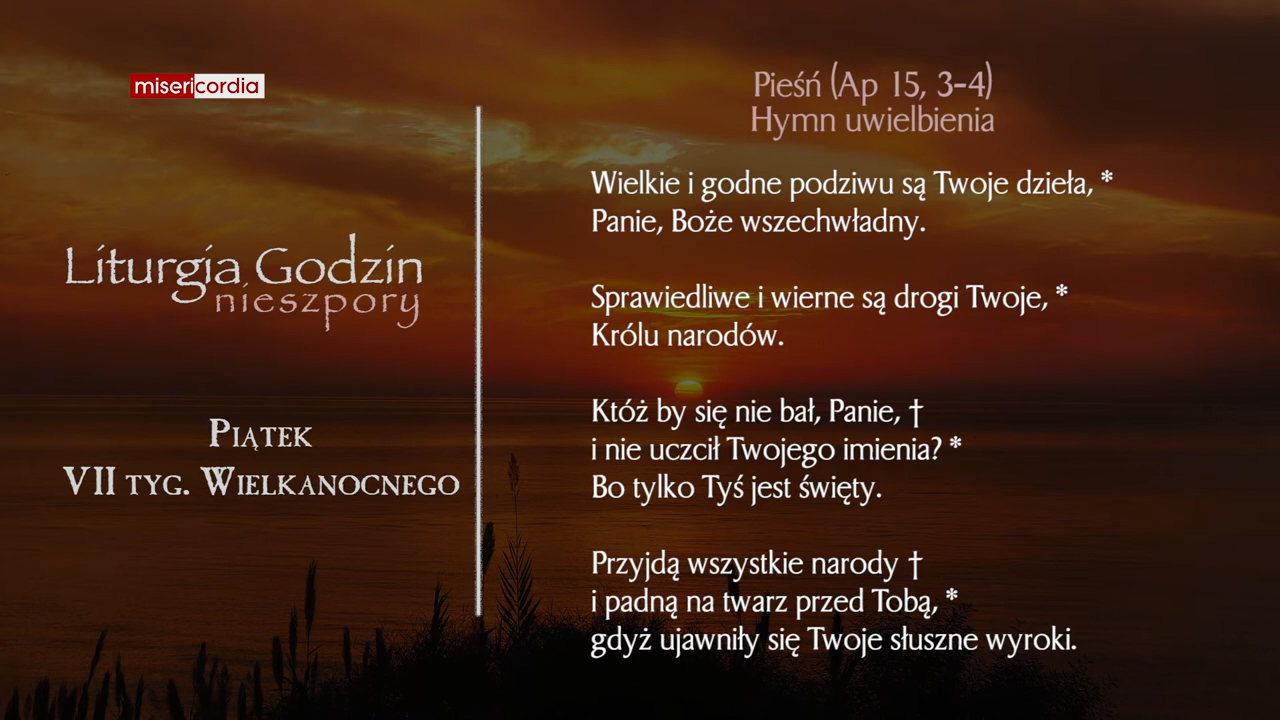 misericordia
Liturgia Godzin
nieszpory
Piątek
VII tyg. Wielkanocnego
Pieśń (Ap 15, 3-4)
Hymn uwielbienia
Wielkie i godne podziwu są Twoje dzieła, *
Panie, Boże wszechwładny.
Sprawiedliwe i wierne są drogi Twoje, *
Królu narodów.
Któż by się nie bał, Panie, †
i nie uczcił Twojego imienia? *
Bo tylko Tyś jest święty.
Przyjdą wszystkie narody †
i padną na twarz przed Tobą, *
gdyż ujawniły się Twoje słuszne wyroki.